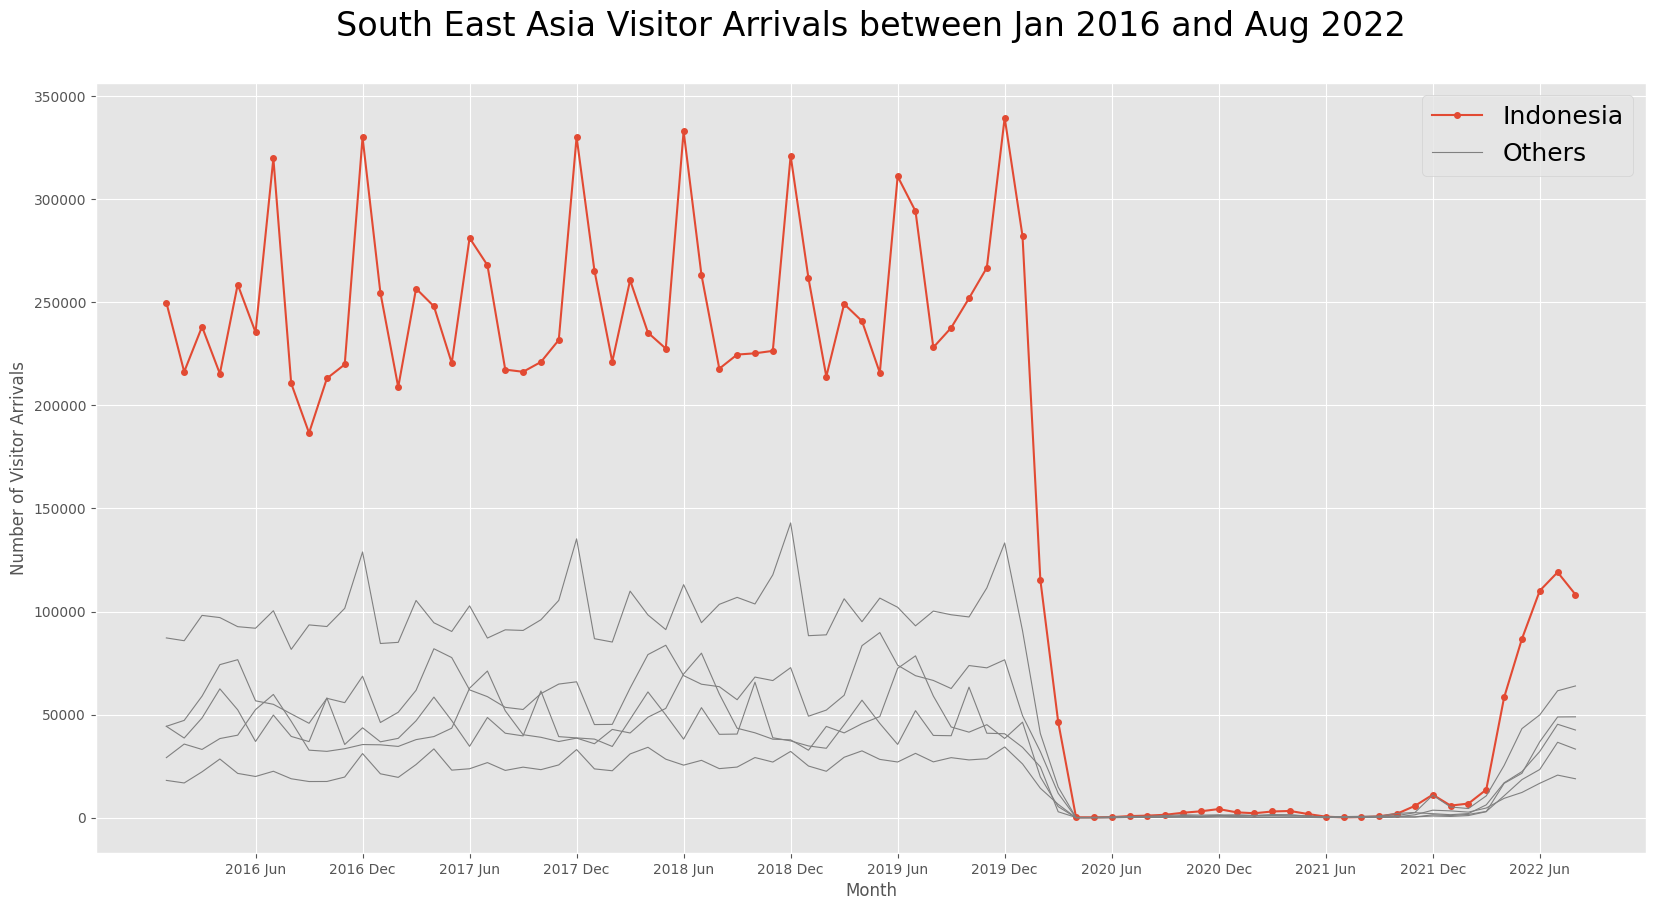 South East Asia Visitor Arrivals between Jan 2016 and Aug 2022
350000
300000
250000
200000
150000
100000
50000
0
Number of Visitor Arrivals
Indonesia
Others
2016 Jun
2016 Dec
2017 Jun
2017 Dec
2018 Jun
2018 Dec
2019 Jun
2019 Dec
2020 Jun
2020 Dec
2021 Jun
2021 Dec
2022 Jun
Month